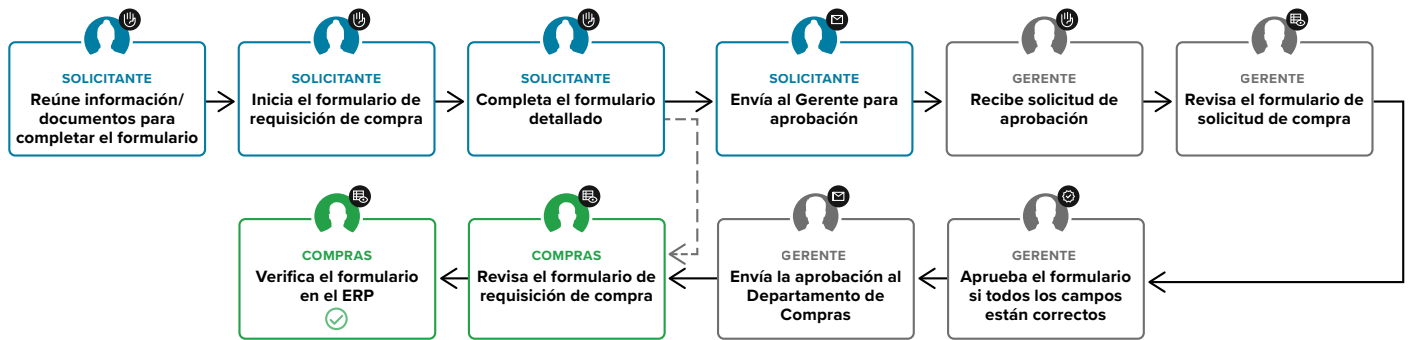 SOLICITANTE
Reúne información/
documentos para
completar el formulario
SOLICITANTE
Inicia el formulario de
requisición de compra
SOLICITANTE
Completa el formulario
detallado
SOLICITANTE
Envía al Gerente para
aprobación
GERENTE
Recibe solicitud de
aprobación
GERENTE
Revisa el formulario de
solicitud de compra
GERENTE
Aprueba el formulario
si todos los campos
están correctos
GERENTE
Envía la aprobación al
Departamento de
Compras
COMPRAS
Revisa el formulario de
requisición de compra
COMPRAS
Verifica el formulario
en el ERP